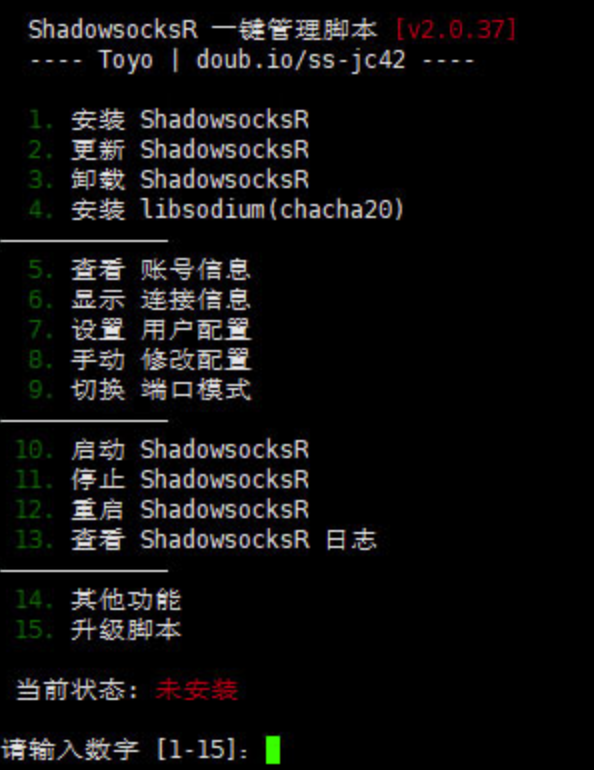 ShadowsocksR 一键管理脚本 [v2.0.37]
---- Toyo | doub.io/ss-jc42 ----
1. 安装 ShadowsocksR
2. 更新 ShadowsocksR
3. 卸载 ShadowsocksR
4. 安装 libsodium(chacha20)
5. 查看 账号信息
6. 显示 连接信息
7. 设置 用户配置
8. 手动 修改配置
9. 切换 端口模式
10. 启动 ShadowsocksR
11. 停止 ShadowsocksR
12. 重启 ShadowsocksR
13. 查看 ShadowsocksR 日志
14. 其他功能
15. 升级脚本
当前状态: 未安装
请输入数字 [1-15]: